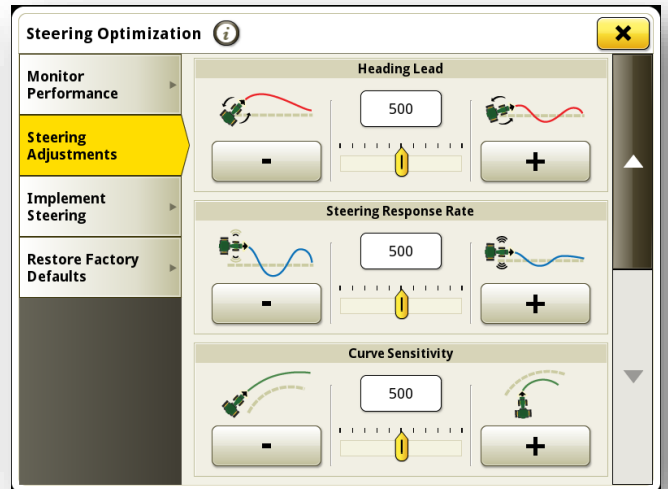 Steering Optimization i
Monitor
Performance
Steering
Adjustments
Implement
Steering
Restore Factory
Defaults
Heading Lead
500
- +
Steering Response Rate
500
- +
Curve Sensitivity
500
- +